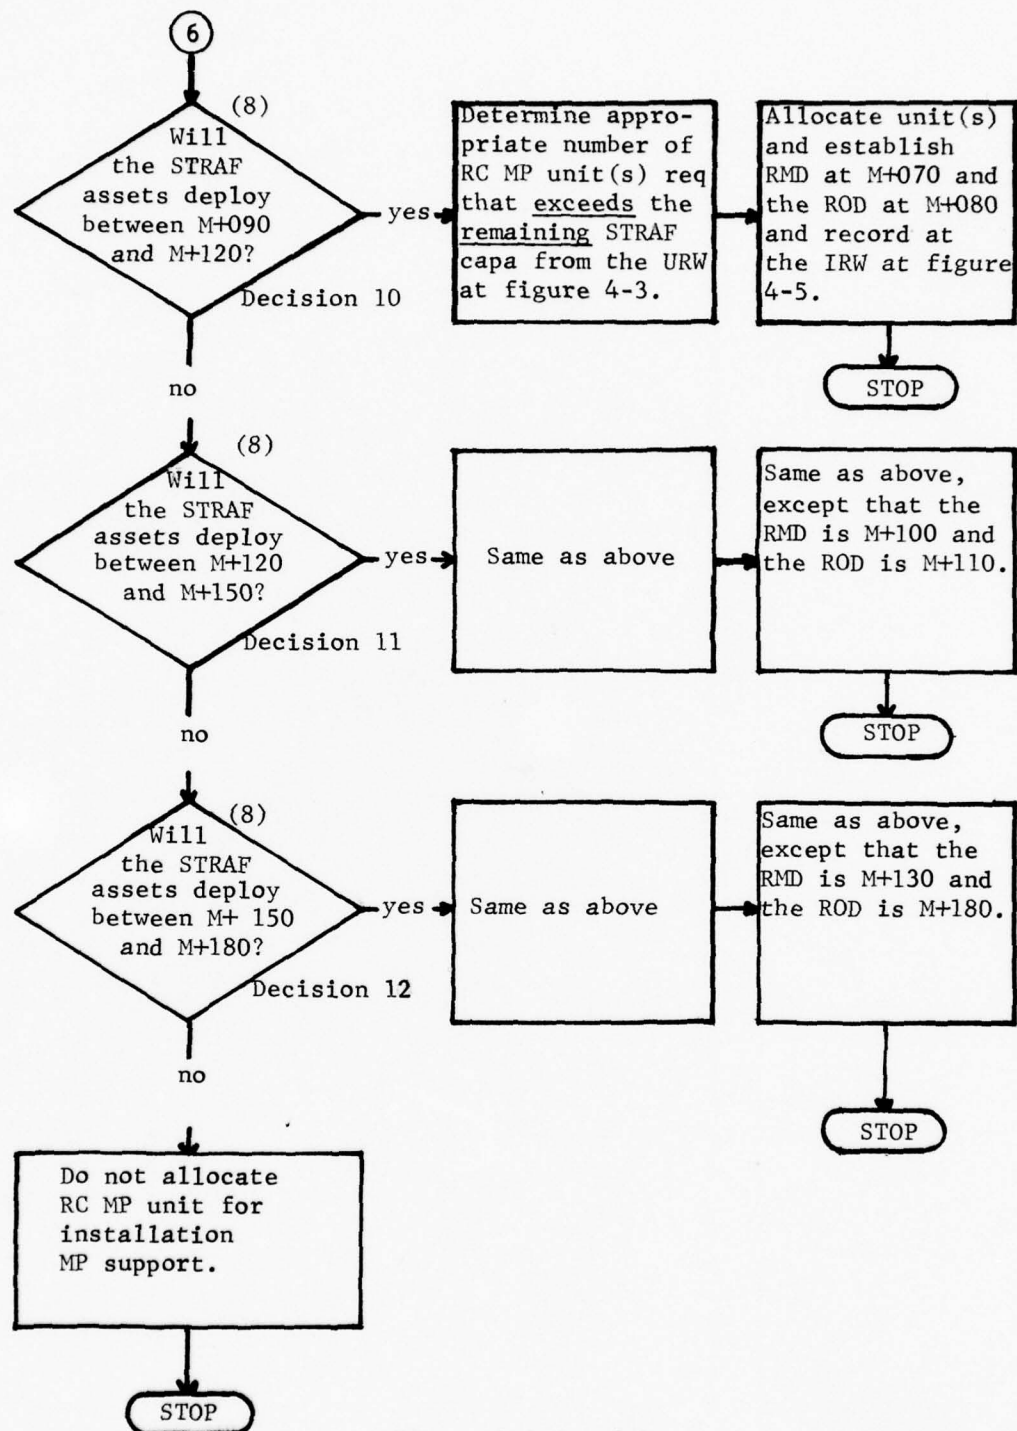 6
(8)
Will
the STRAF
assets deploy
between M+090
and M+120?
Decision 10
yes
Determine appro-
priate number of
RC MP unit(s) req
that exceeds the
remaining STRAF
capa from the URW
at figure 4-3.
Allocate unit(s)
and establish
RMD at M+070 and
the ROD at M+080
and record at
the IRW at figure
4-5.
STOP
no
(8)
Will
the STRAF
assets deploy
between M+120
and M+150?
Decision 11
yes
Same as above
Same as above,
except that the
RMD is M+100 and
the ROD is M+110.
STOP
no
(8)
Will
the STRAF
assets deploy
between M+ 150
and M+180?
Decision 12
yes
Same as above
Same as above,
except that the
RMD is M+130 and
the ROD is M+180.
STOP
no
Do not allocate
RC MP unit for
installation
MP support.
STOP